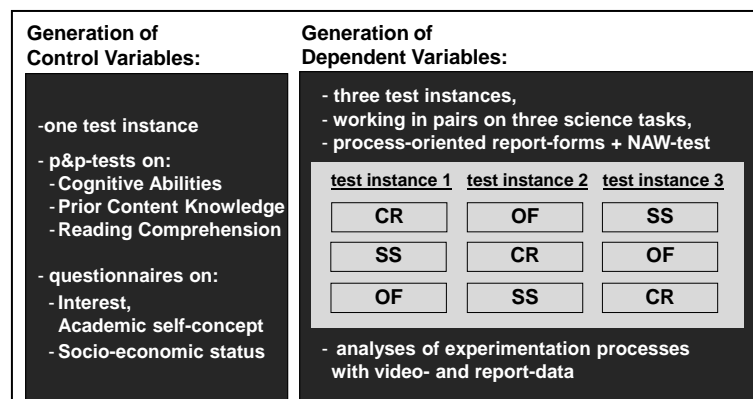 Generation of
Control Variables:
-one test instance
- p&p-tests on:
- Cognitive Abilities
- Prior Content Knowledge
- Reading Comprehension
- questionnaires on:
- Interest,
Academic self-concept
- Socio-economic status
Generation of
Dependent Variables:
- three test instances,
- working in pairs on three science tasks,
- process-oriented report-forms + NAW-test
test instance 1 test instance 2 test instance 3
CR OF SS
SS CR OF
OF SS CR
- analyses of experimentation processes
with video- and report-data